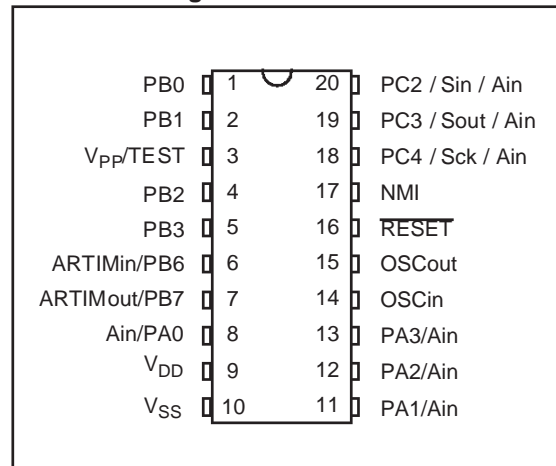 PB0 1 20 PC2 / Sin / Ain
PB1 2 19 PC3 / Sout / Ain
VPP/TEST 3 18 PC4 / Sck / Ain
PB2 4 17 NMI
PB3 5 16 RESET
ARTIMin/PB6 6 15 OSCout
ARTIMout/PB7 7 14 OSCin
Ain/PA0 8 13 PA3/Ain
VDD 9 12 PA2/Ain
VSS 10 11 PA1/Ain